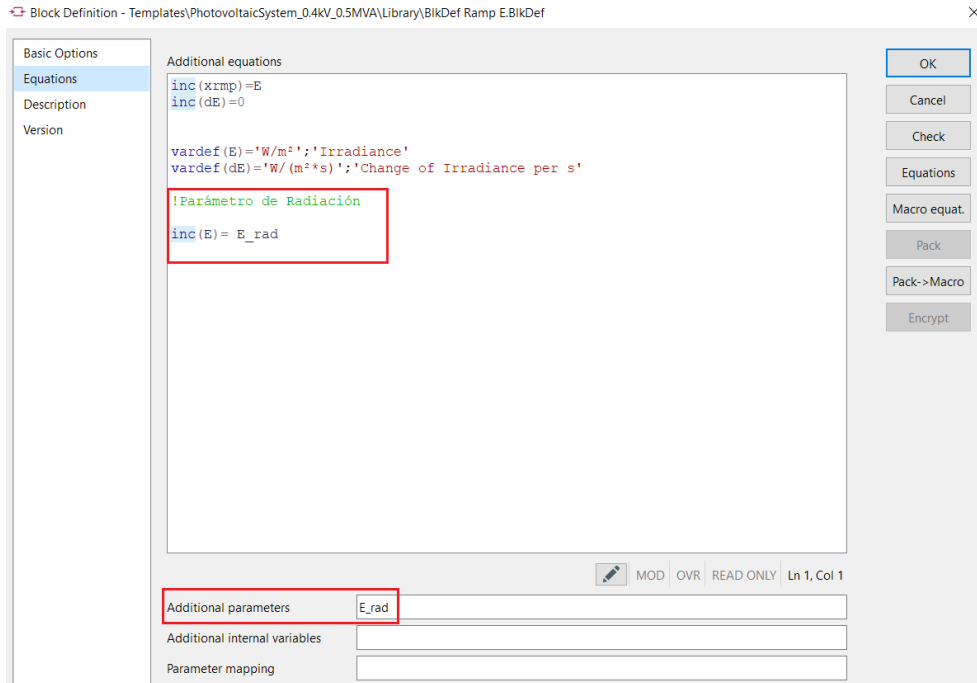 Block Definition - Templates\PhotovoltaicSystem_0.4kV_0.5MVA\Library\BlkDef Ramp E.BlkDef
Basic Options
Equations
Description
Version
Additional equations
inc(xrmp)=E
inc(dE)=0
vardef(E)='W/m²';'Irradiance'
vardef(dE)='W/(m²*s)';'Change of Irradiance per s'
!Parámetro de Radiación
inc(E)= E_rad
MOD OVR READ ONLY Ln 1, Col 1
Additional parameters E_rad
Additional internal variables
Parameter mapping
OK
Cancel
Check
Equations
Macro equat.
Pack
Pack->Macro
Encrypt